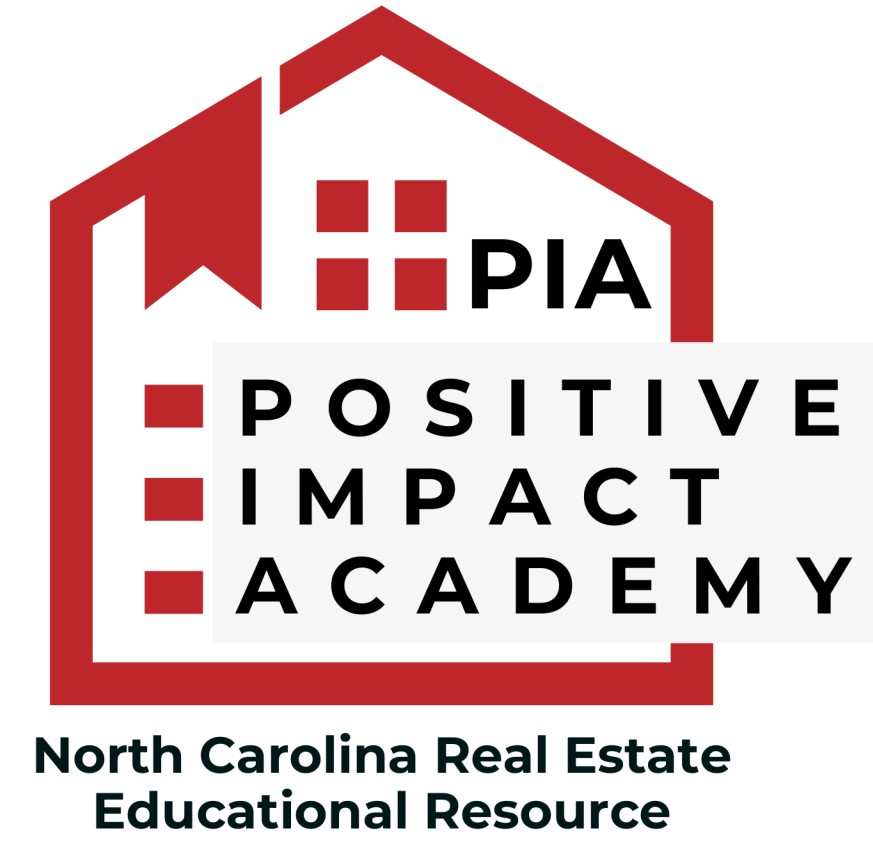 PIA
POSITIVE
IMPACT
ACADEMY
North Carolina Real Estate
Educational Resource